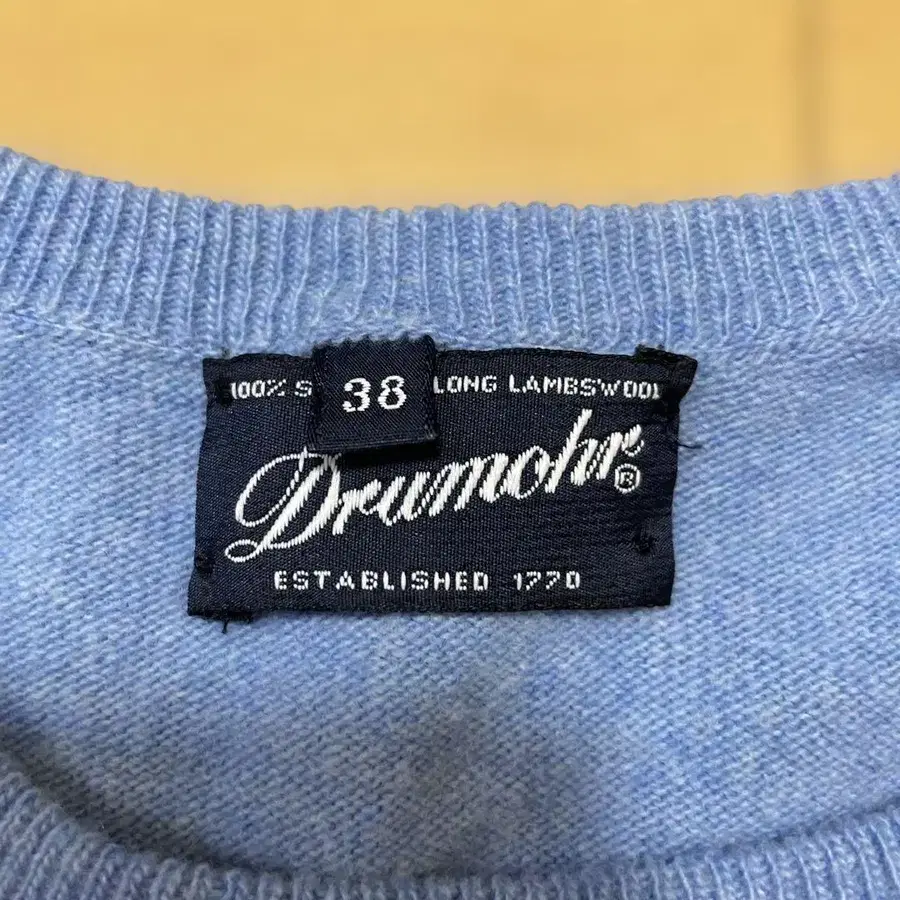 100% S
38
LONG LAMBSWOOL
Drumohr®
ESTABLISHED 1770